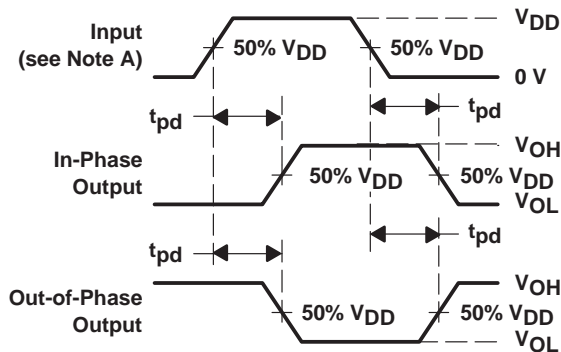 V_DD
Input
(see Note A)
50% V_DD
50% V_DD
0 V
t_pd
t_pd
In-Phase
Output
V_OH
50% V_DD
50% V_DD
V_OL
t_pd
t_pd
Out-of-Phase
Output
V_OH
50% V_DD
50% V_DD
V_OL